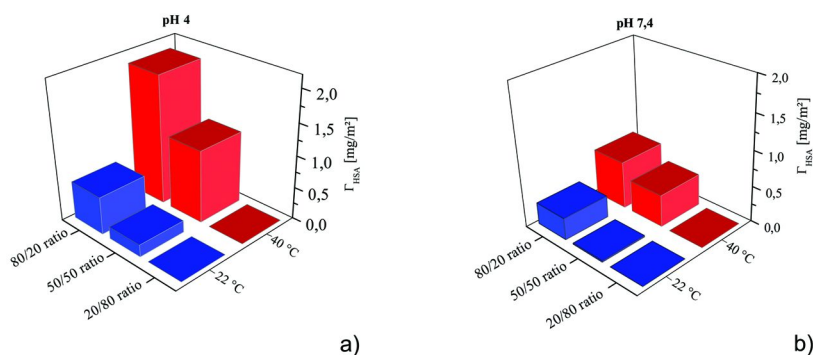 pH 4
2,0
1,5
1,0
0,5
0,0
ΓHSA [mg/m²]
80/20 ratio
50/50 ratio
20/80 ratio
22 °C
40 °C
a)
pH 7,4
2,0
1,5
1,0
0,5
0,0
ΓHSA [mg/m²]
80/20 ratio
50/50 ratio
20/80 ratio
22 °C
40 °C
b)